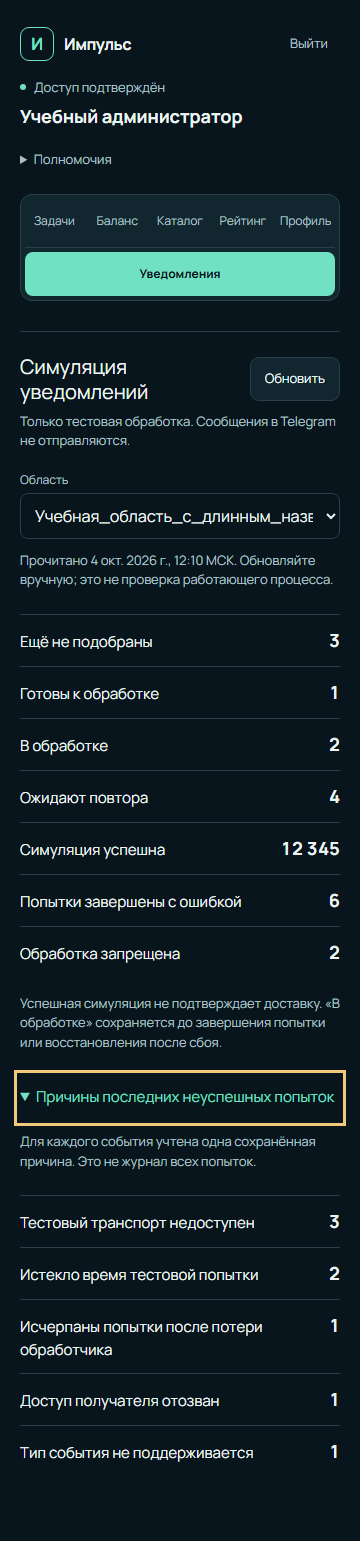 И Импульс
Выйти
Доступ подтверждён
Учебный администратор
Полномочия
Задачи Баланс Каталог Рейтинг Профиль
Уведомления
Симуляция
уведомлений
Обновить
Только тестовая обработка. Сообщения в Telegram
не отправляются.
Область
Учебная_область_с_длинным_назв
Прочитано 4 окт. 2026 г., 12:10 МСК. Обновляйте
вручную; это не проверка работающего процесса.
Ещё не подобраны 3
Готовы к обработке 1
В обработке 2
Ожидают повтора 4
Симуляция успешна 12 345
Попытки завершены с ошибкой 6
Обработка запрещена 2
Успешная симуляция не подтверждает доставку. «В
обработке» сохраняется до завершения попытки
или восстановления после сбоя.
Причины последних неуспешных попыток
Для каждого события учтена одна сохранённая
причина. Это не журнал всех попыток.
Тестовый транспорт недоступен 3
Истекло время тестовой попытки 2
Исчерпаны попытки после потери 1
обработчика
Доступ получателя отозван 1
Тип события не поддерживается 1